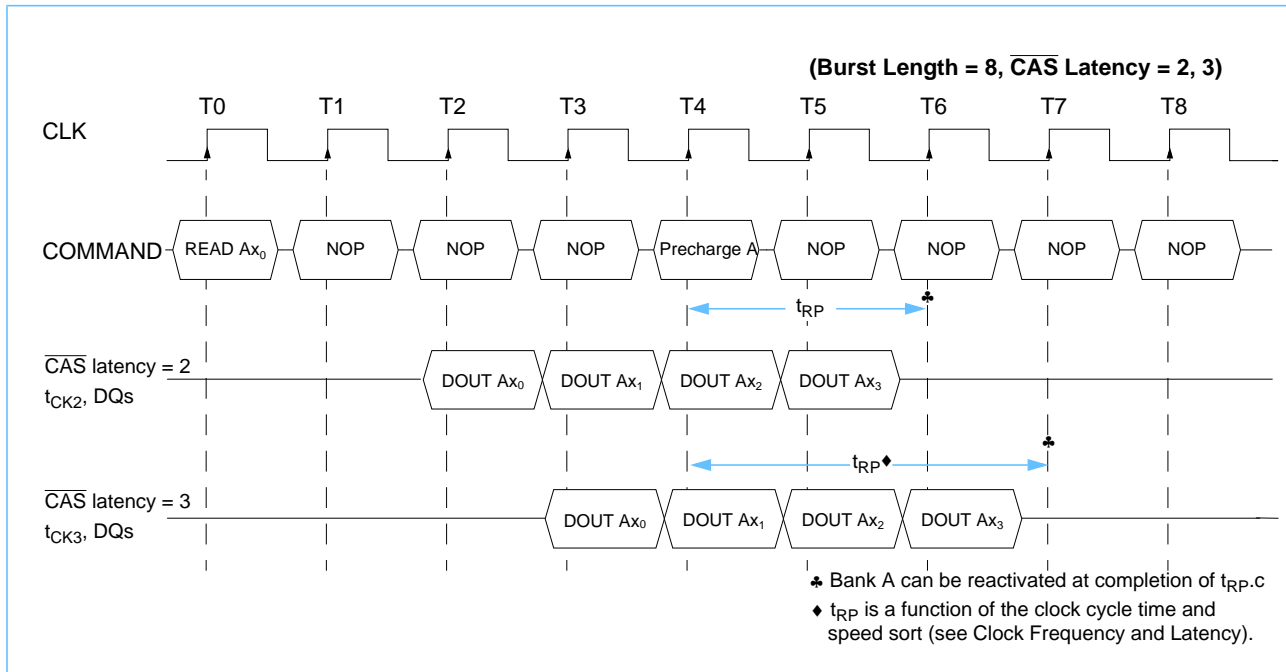 (Burst Length = 8, C̅A̅S̅ Latency = 2, 3)
T0 T1 T2 T3 T4 T5 T6 T7 T8
CLK
COMMAND READ Ax₀ NOP NOP NOP Precharge A NOP NOP NOP NOP
♣
tRP
C̅A̅S̅ latency = 2
tCK2, DQs
DOUT Ax₀ DOUT Ax₁ DOUT Ax₂ DOUT Ax₃
♣
tRP♦
C̅A̅S̅ latency = 3
tCK3, DQs
DOUT Ax₀ DOUT Ax₁ DOUT Ax₂ DOUT Ax₃
♣ Bank A can be reactivated at completion of tRP.c
♦ tRP is a function of the clock cycle time and
speed sort (see Clock Frequency and Latency).